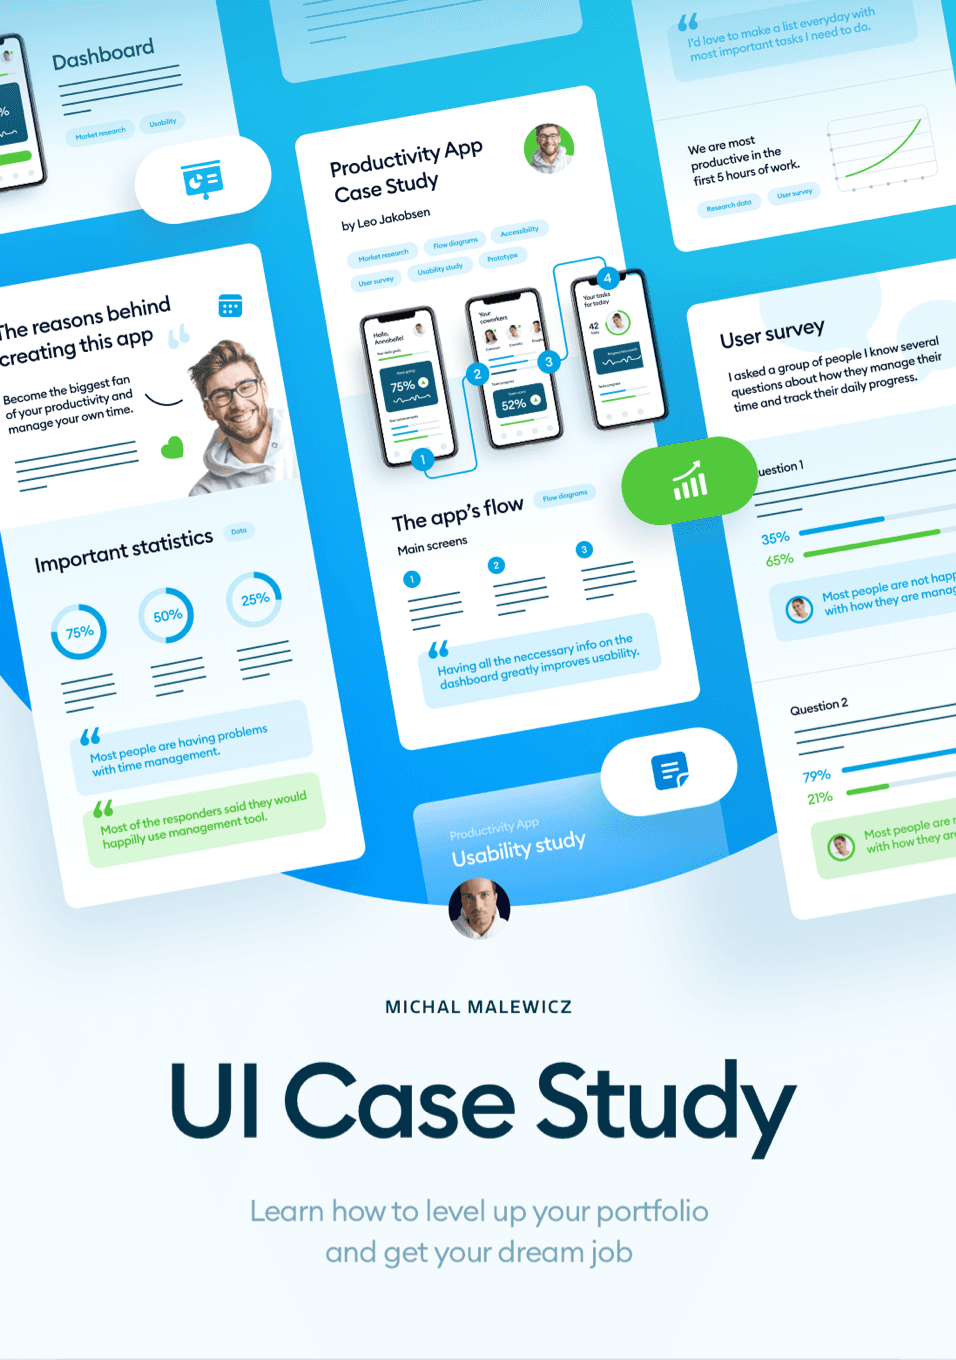 Dashboard
Market research
Usability
%
The reasons behind
creating this app
Become the biggest fan
of your productivity and
manage your own time.
Important statistics
Data
75%
50%
25%
Most people are having problems
with time management.
Most of the responders said they would
happilly use management tool.
Productivity App
Case Study
by Leo Jakobsen
Market research
Flow diagrams
Accessibility
User survey
Usability study
Prototype
Hello,
Annabelle!
75%
1
Your
coworkers
52%
2
3
Your tasks
for today
42
4
The app's flow
Flow diagrams
Main screens
1
2
3
Having all the neccessary info on the
dashboard greatly improves usability.
Productivity App
Usability study
I'd love to make a list everyday with
most important tasks I need to do.
We are most
productive in the
first 5 hours of work.
Research data
User survey
User survey
I asked a group of people I know several
questions about how they manage their
time and track their daily progress.
uestion 1
35%
65%
Most people are not happ
with how they are manag
Question 2
79%
21%
Most people are
with how they are
MICHAL MALEWICZ
UI Case Study
Learn how to level up your portfolio
and get your dream job